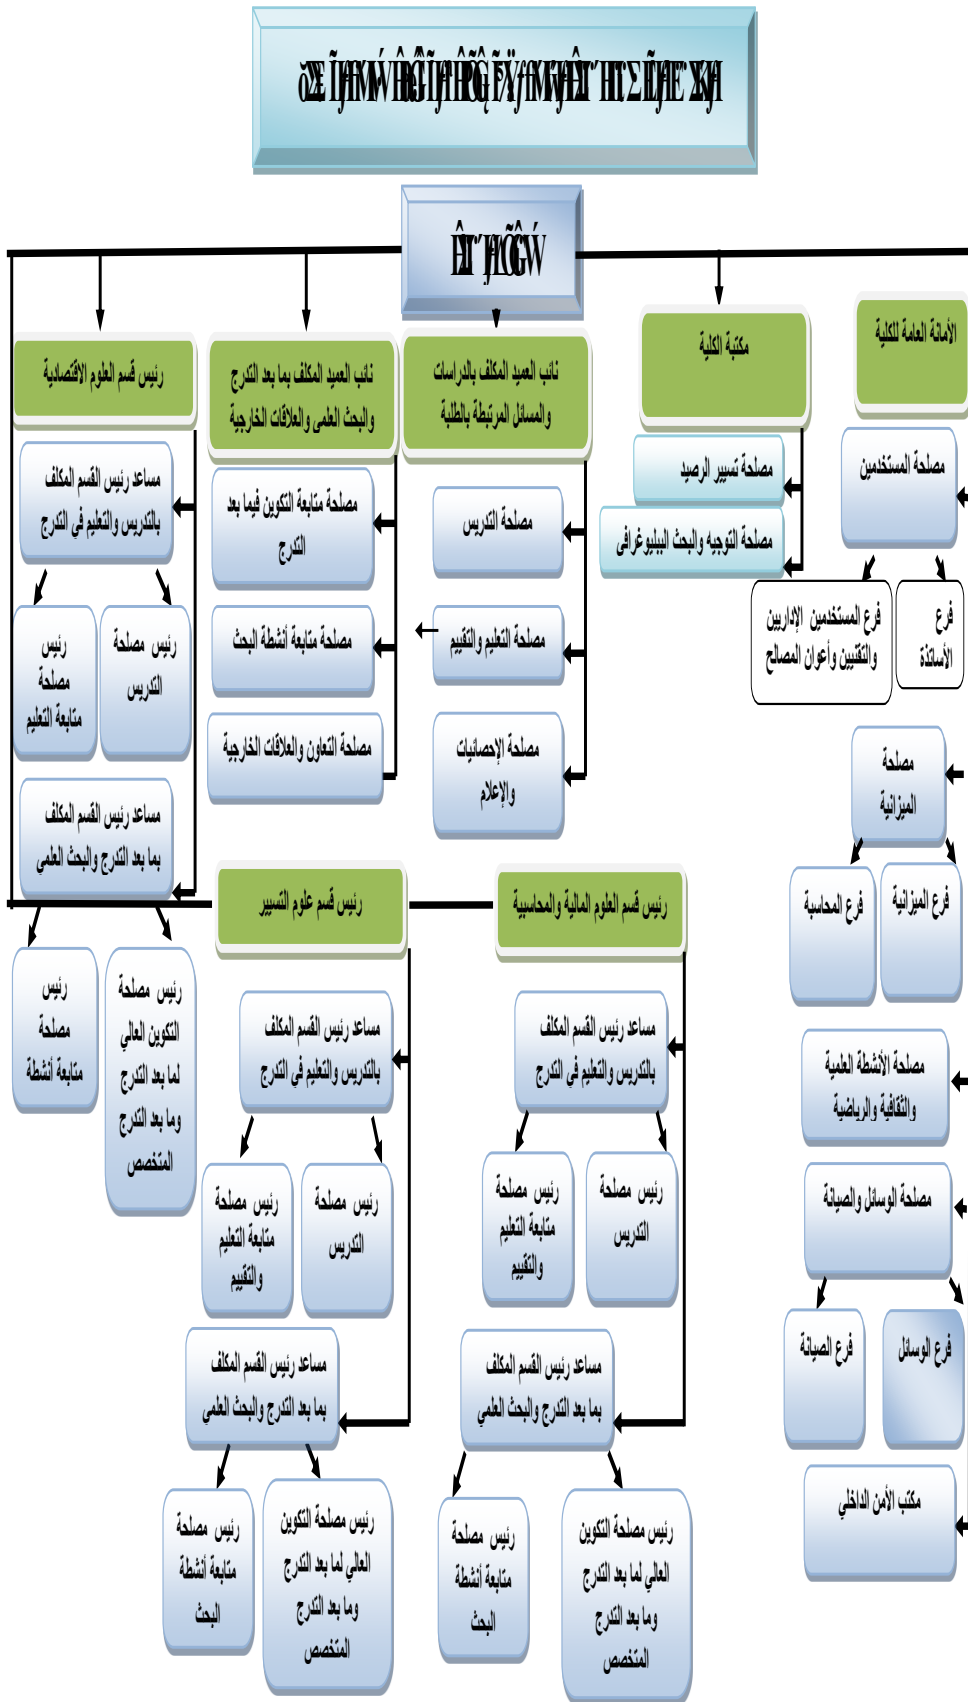 الأمانة العامة للكلية
مكتبة الكلية
نائب العميد المكلف بالدراسات
والمسائل المرتبطة بالطلبة
نائب العميد المكلف بما بعد التدرج
والبحث العلمى والعلاقات الخارجية
رئيس قسم العلوم الاقتصادية
مصلحة المستخدمين
فرع
الأساتذة
فرع المستخدمين الإداريين
والتقنيين وأعوان المصالح
مصلحة
الميزانية
فرع الميزانية
فرع المحاسبة
مصلحة الأنشطة العلمية
والثقافية والرياضية
مصلحة الوسائل والصيانة
فرع الوسائل
فرع الصيانة
مكتب الأمن الداخلي
مصلحة تسيير الرصيد
مصلحة التوجيه والبحث الببليوغرافى
مصلحة التدريس
مصلحة التعليم والتقييم
مصلحة الإحصائيات
والإعلام
مصلحة متابعة التكوين فيما بعد
التدرج
مصلحة متابعة أنشطة البحث
مصلحة التعاون والعلاقات الخارجية
مساعد رئيس القسم المكلف
بالتدريس والتعليم في التدرج
رئيس مصلحة
التدريس
رئيس
مصلحة
متابعة التعليم
مساعد رئيس القسم المكلف
بما بعد التدرج والبحث العلمي
رئيس مصلحة
التكوين العالي
لما بعد التدرج
وما بعد التدرج
المتخصص
رئيس
مصلحة
متابعة أنشطة
رئيس قسم العلوم المالية والمحاسبية
مساعد رئيس القسم المكلف
بالتدريس والتعليم في التدرج
رئيس مصلحة
التدريس
رئيس مصلحة
متابعة التعليم
والتقييم
مساعد رئيس القسم المكلف
بما بعد التدرج والبحث العلمي
رئيس مصلحة التكوين
العالي لما بعد التدرج
وما بعد التدرج
المتخصص
رئيس مصلحة
متابعة أنشطة
البحث
رئيس قسم علوم التسيير
مساعد رئيس القسم المكلف
بالتدريس والتعليم في التدرج
رئيس مصلحة
التدريس
رئيس مصلحة
متابعة التعليم
والتقييم
مساعد رئيس القسم المكلف
بما بعد التدرج والبحث العلمي
رئيس مصلحة التكوين
العالي لما بعد التدرج
وما بعد التدرج
المتخصص
رئيس مصلحة
متابعة أنشطة
البحث